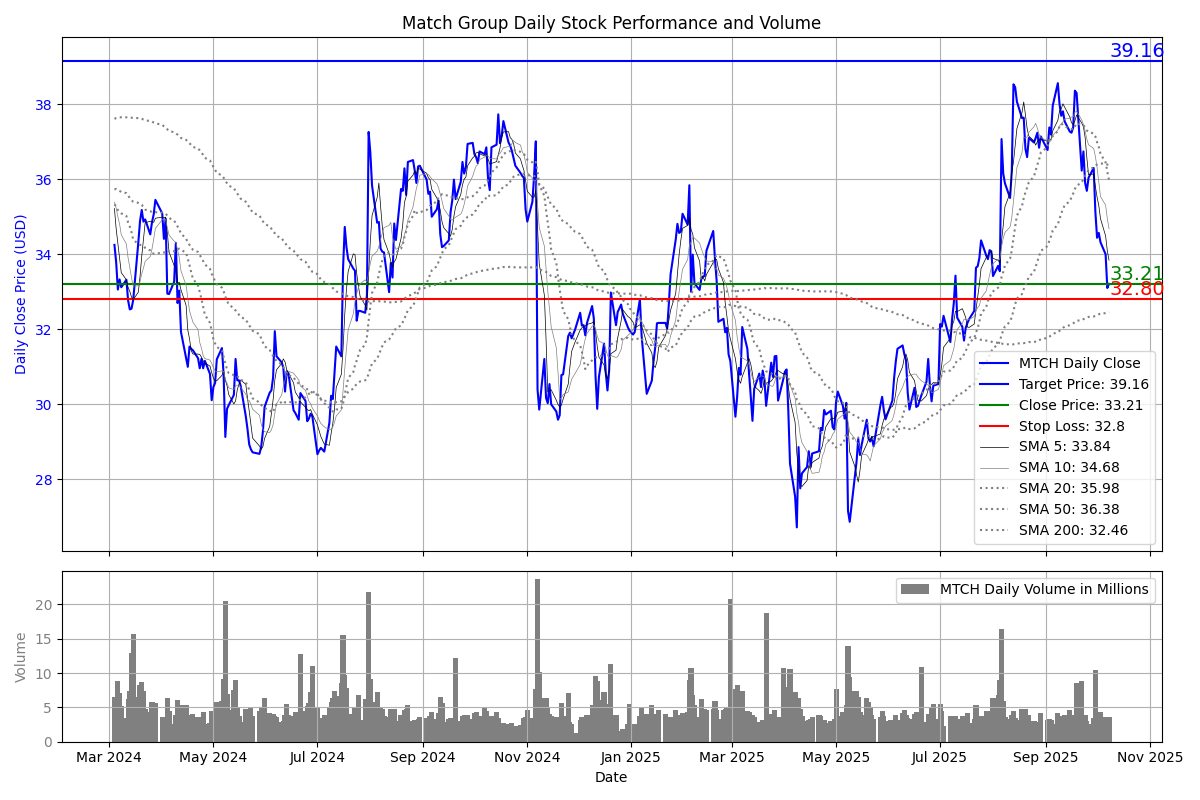 Match Group Daily Stock Performance and Volume
39.16
38
36
34
32
30
28
Daily Close Price (USD)
33.21
32.80
MTCH Daily Close
Target Price: 39.16
Close Price: 33.21
Stop Loss: 32.8
SMA 5: 33.84
SMA 10: 34.68
SMA 20: 35.98
SMA 50: 36.38
SMA 200: 32.46
MTCH Daily Volume in Millions
20
15
10
5
0
Volume
Mar 2024 May 2024 Jul 2024 Sep 2024 Nov 2024 Jan 2025 Mar 2025 May 2025 Jul 2025 Sep 2025 Nov 2025
Date